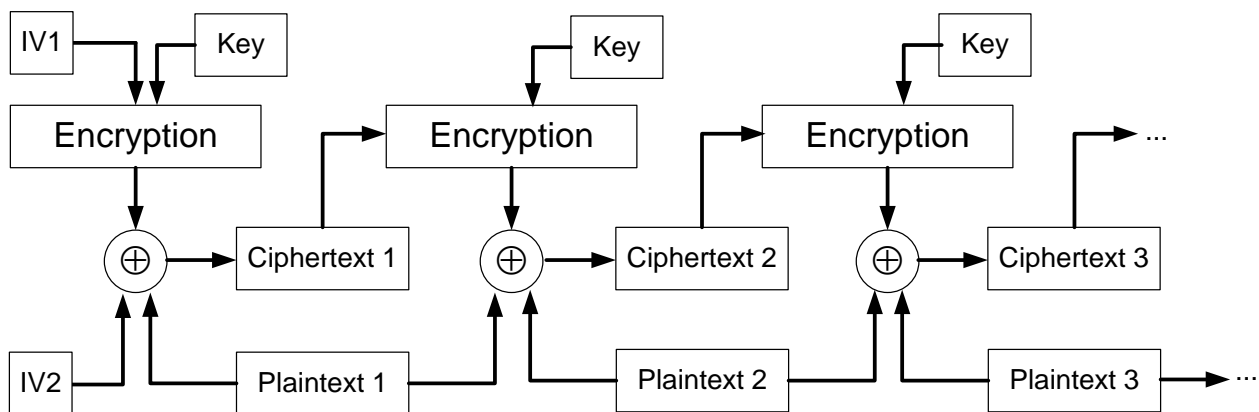 IV1
Key
Key
Key
Encryption
Encryption
Encryption
...
Ciphertext 1
Ciphertext 2
Ciphertext 3
IV2
Plaintext 1
Plaintext 2
Plaintext 3
...